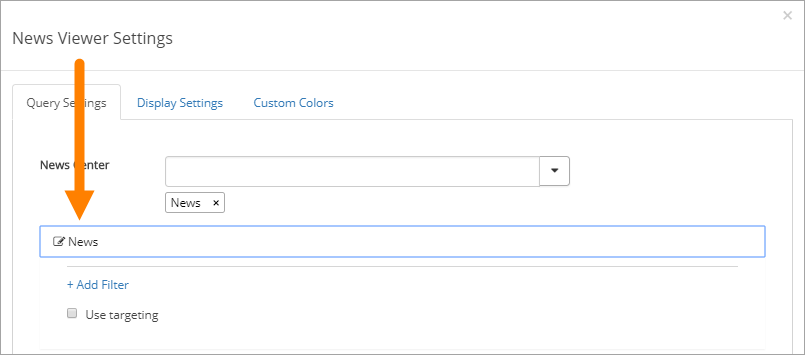 ×
News Viewer Settings
Query Settings Display Settings Custom Colors
News Center
News ×
News
+ Add Filter
Use targeting